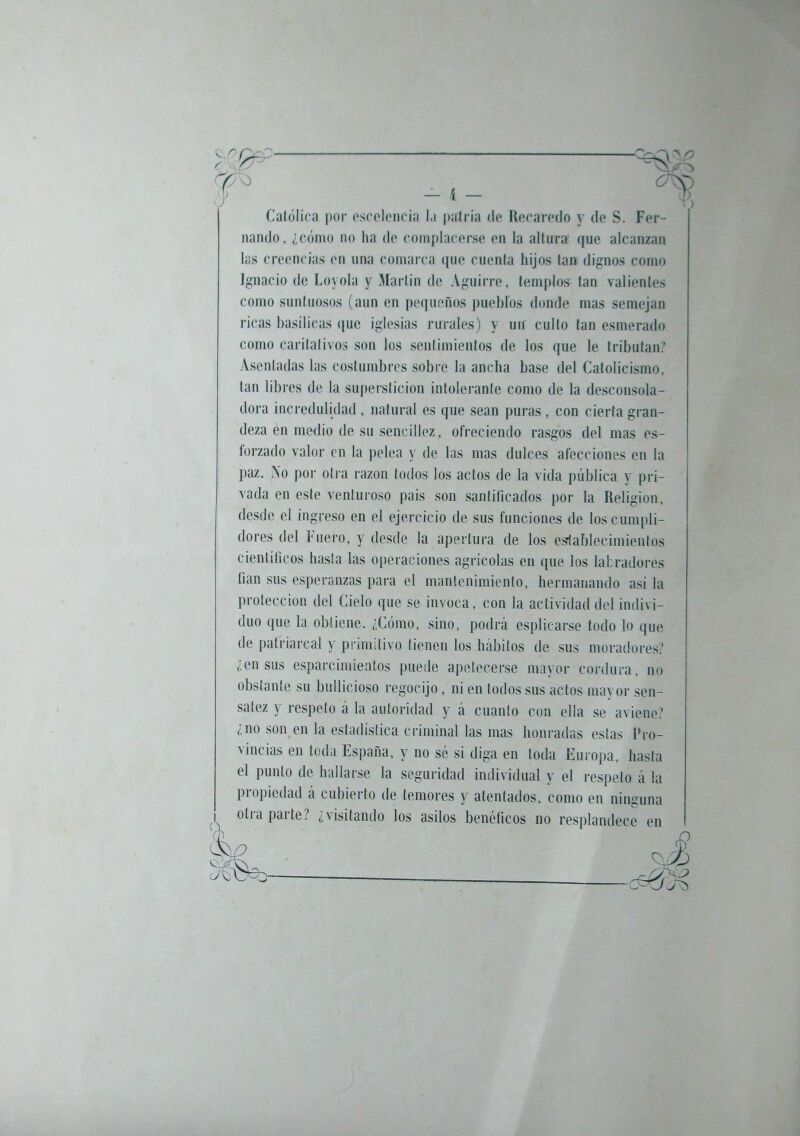 — 4 —
Católica por escelencia la patria de Recaredo y de S. Fer-
nando, ¿cómo no ha de complacerse en la altura que alcanzan
las creencias en una comarca que cuenta hijos tan dignos como
Ignacio de Loyola y Martin de Aguirre, templos tan valientes
como suntuosos (aun en pequeños pueblos donde mas semejan
ricas basilicas que iglesias rurales) y un culto tan esmerado
como caritativos son los sentimientos de los que le tributan?
Asentadas las costumbres sobre la ancha base del Catolicismo,
tan libres de la supersticion intolerante como de la desconsola-
dora incredulidad, natural es que sean puras, con cierta gran-
deza en medio de su sencillez, ofreciendo rasgos del mas es-
forzado valor en la pelea y de las mas dulces afecciones en la
paz. No por otra razon todos los actos de la vida pública y pri-
vada en este venturoso pais son santificados por la Religion,
desde el ingreso en el ejercicio de sus funciones de los cumpli-
dores del Fuero, y desde la apertura de los establecimientos
científicos hasta las operaciones agrícolas en que los labradores
fian sus esperanzas para el mantenimiento, hermanando asi la
proteccion del Cielo que se invoca, con la actividad del indivi-
duo que la obtiene. ¿Cómo, sino, podrá esplicarse todo lo que
de patriarcal y primitivo tienen los hábitos de sus moradores?
¿en sus esparcimientos puede apetecerse mayor cordura, no
obstante su bullicioso regocijo, ni en todos sus actos mayor sen-
satez y respeto á la autoridad y á cuanto con ella se aviene?
¿no son en la estadística criminal las mas honradas estas Pro-
vincias en toda España, y no sé si diga en toda Europa, hasta
el punto de hallarse la seguridad individual y el respeto á la
propiedad á cubierto de temores y atentados, como en ninguna
otra parte? ¿visitando los asilos benéficos no resplandece en